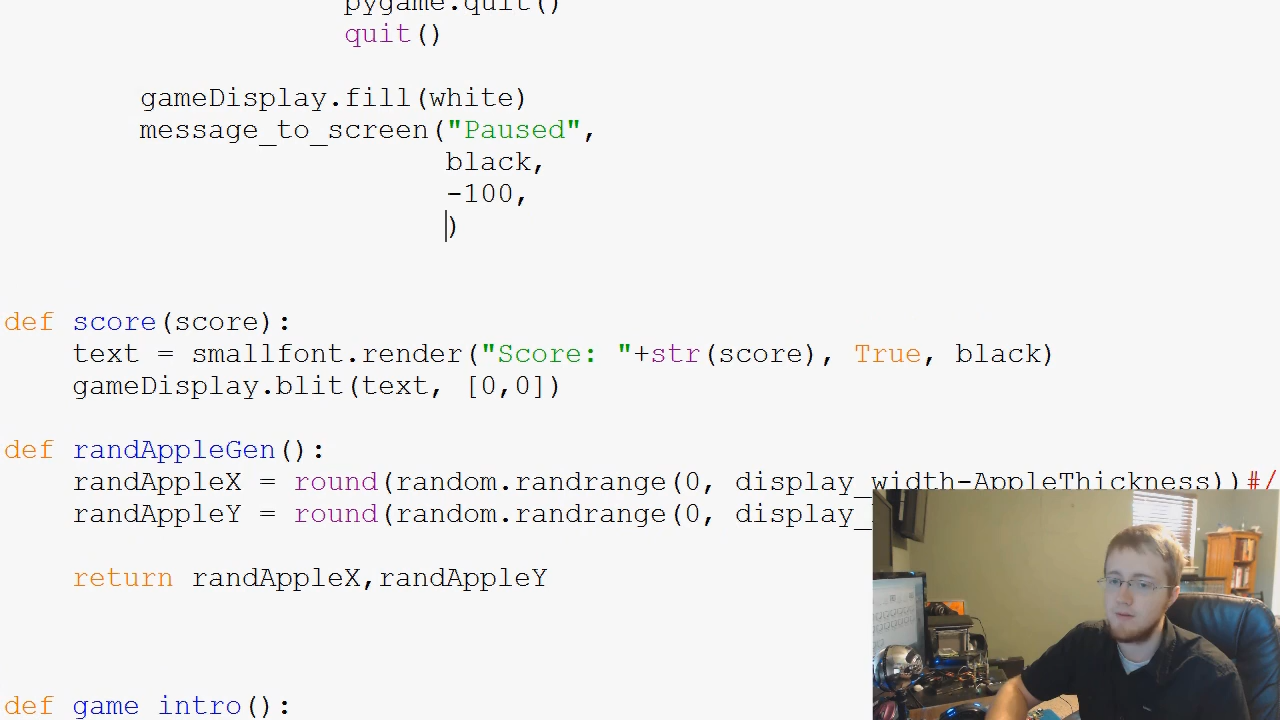 pygame.quit()
quit()
gameDisplay.fill(white)
message_to_screen("Paused",
black,
-100,
)
def score(score):
text = smallfont.render("Score: "+str(score), True, black)
gameDisplay.blit(text, [0,0])
def randAppleGen():
randAppleX = round(random.randrange(0, display_width-AppleThickness))#/
randAppleY = round(random.randrange(0, display_
return randAppleX,randAppleY
def game_intro():